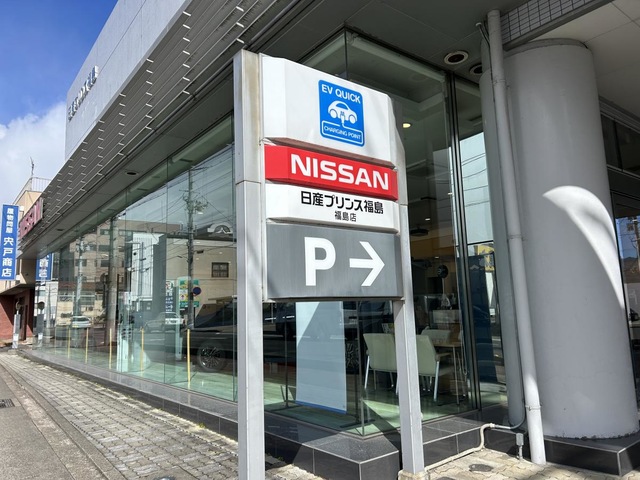 EV QUICK
CHARGING POINT
NISSAN
日産プリンス福島
福島店
P →
NISSAN
宍戸商店